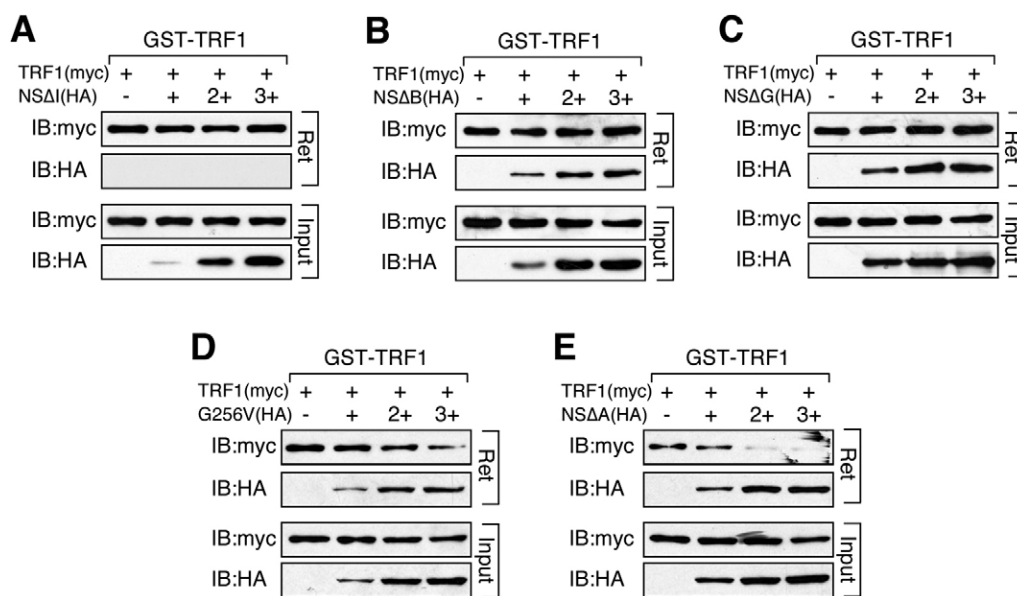 A
GST-TRF1
TRF1(myc) + + + +
NSΔI(HA) - + 2+ 3+
IB:myc
IB:HA
Ret
IB:myc
IB:HA
Input
B
GST-TRF1
TRF1(myc) + + + +
NSΔB(HA) - + 2+ 3+
IB:myc
IB:HA
Ret
IB:myc
IB:HA
Input
C
GST-TRF1
TRF1(myc) + + + +
NSΔG(HA) - + 2+ 3+
IB:myc
IB:HA
Ret
IB:myc
IB:HA
Input
D
GST-TRF1
TRF1(myc) + + + +
G256V(HA) - + 2+ 3+
IB:myc
IB:HA
Ret
IB:myc
IB:HA
Input
E
GST-TRF1
TRF1(myc) + + + +
NSΔA(HA) - + 2+ 3+
IB:myc
IB:HA
Ret
IB:myc
IB:HA
Input